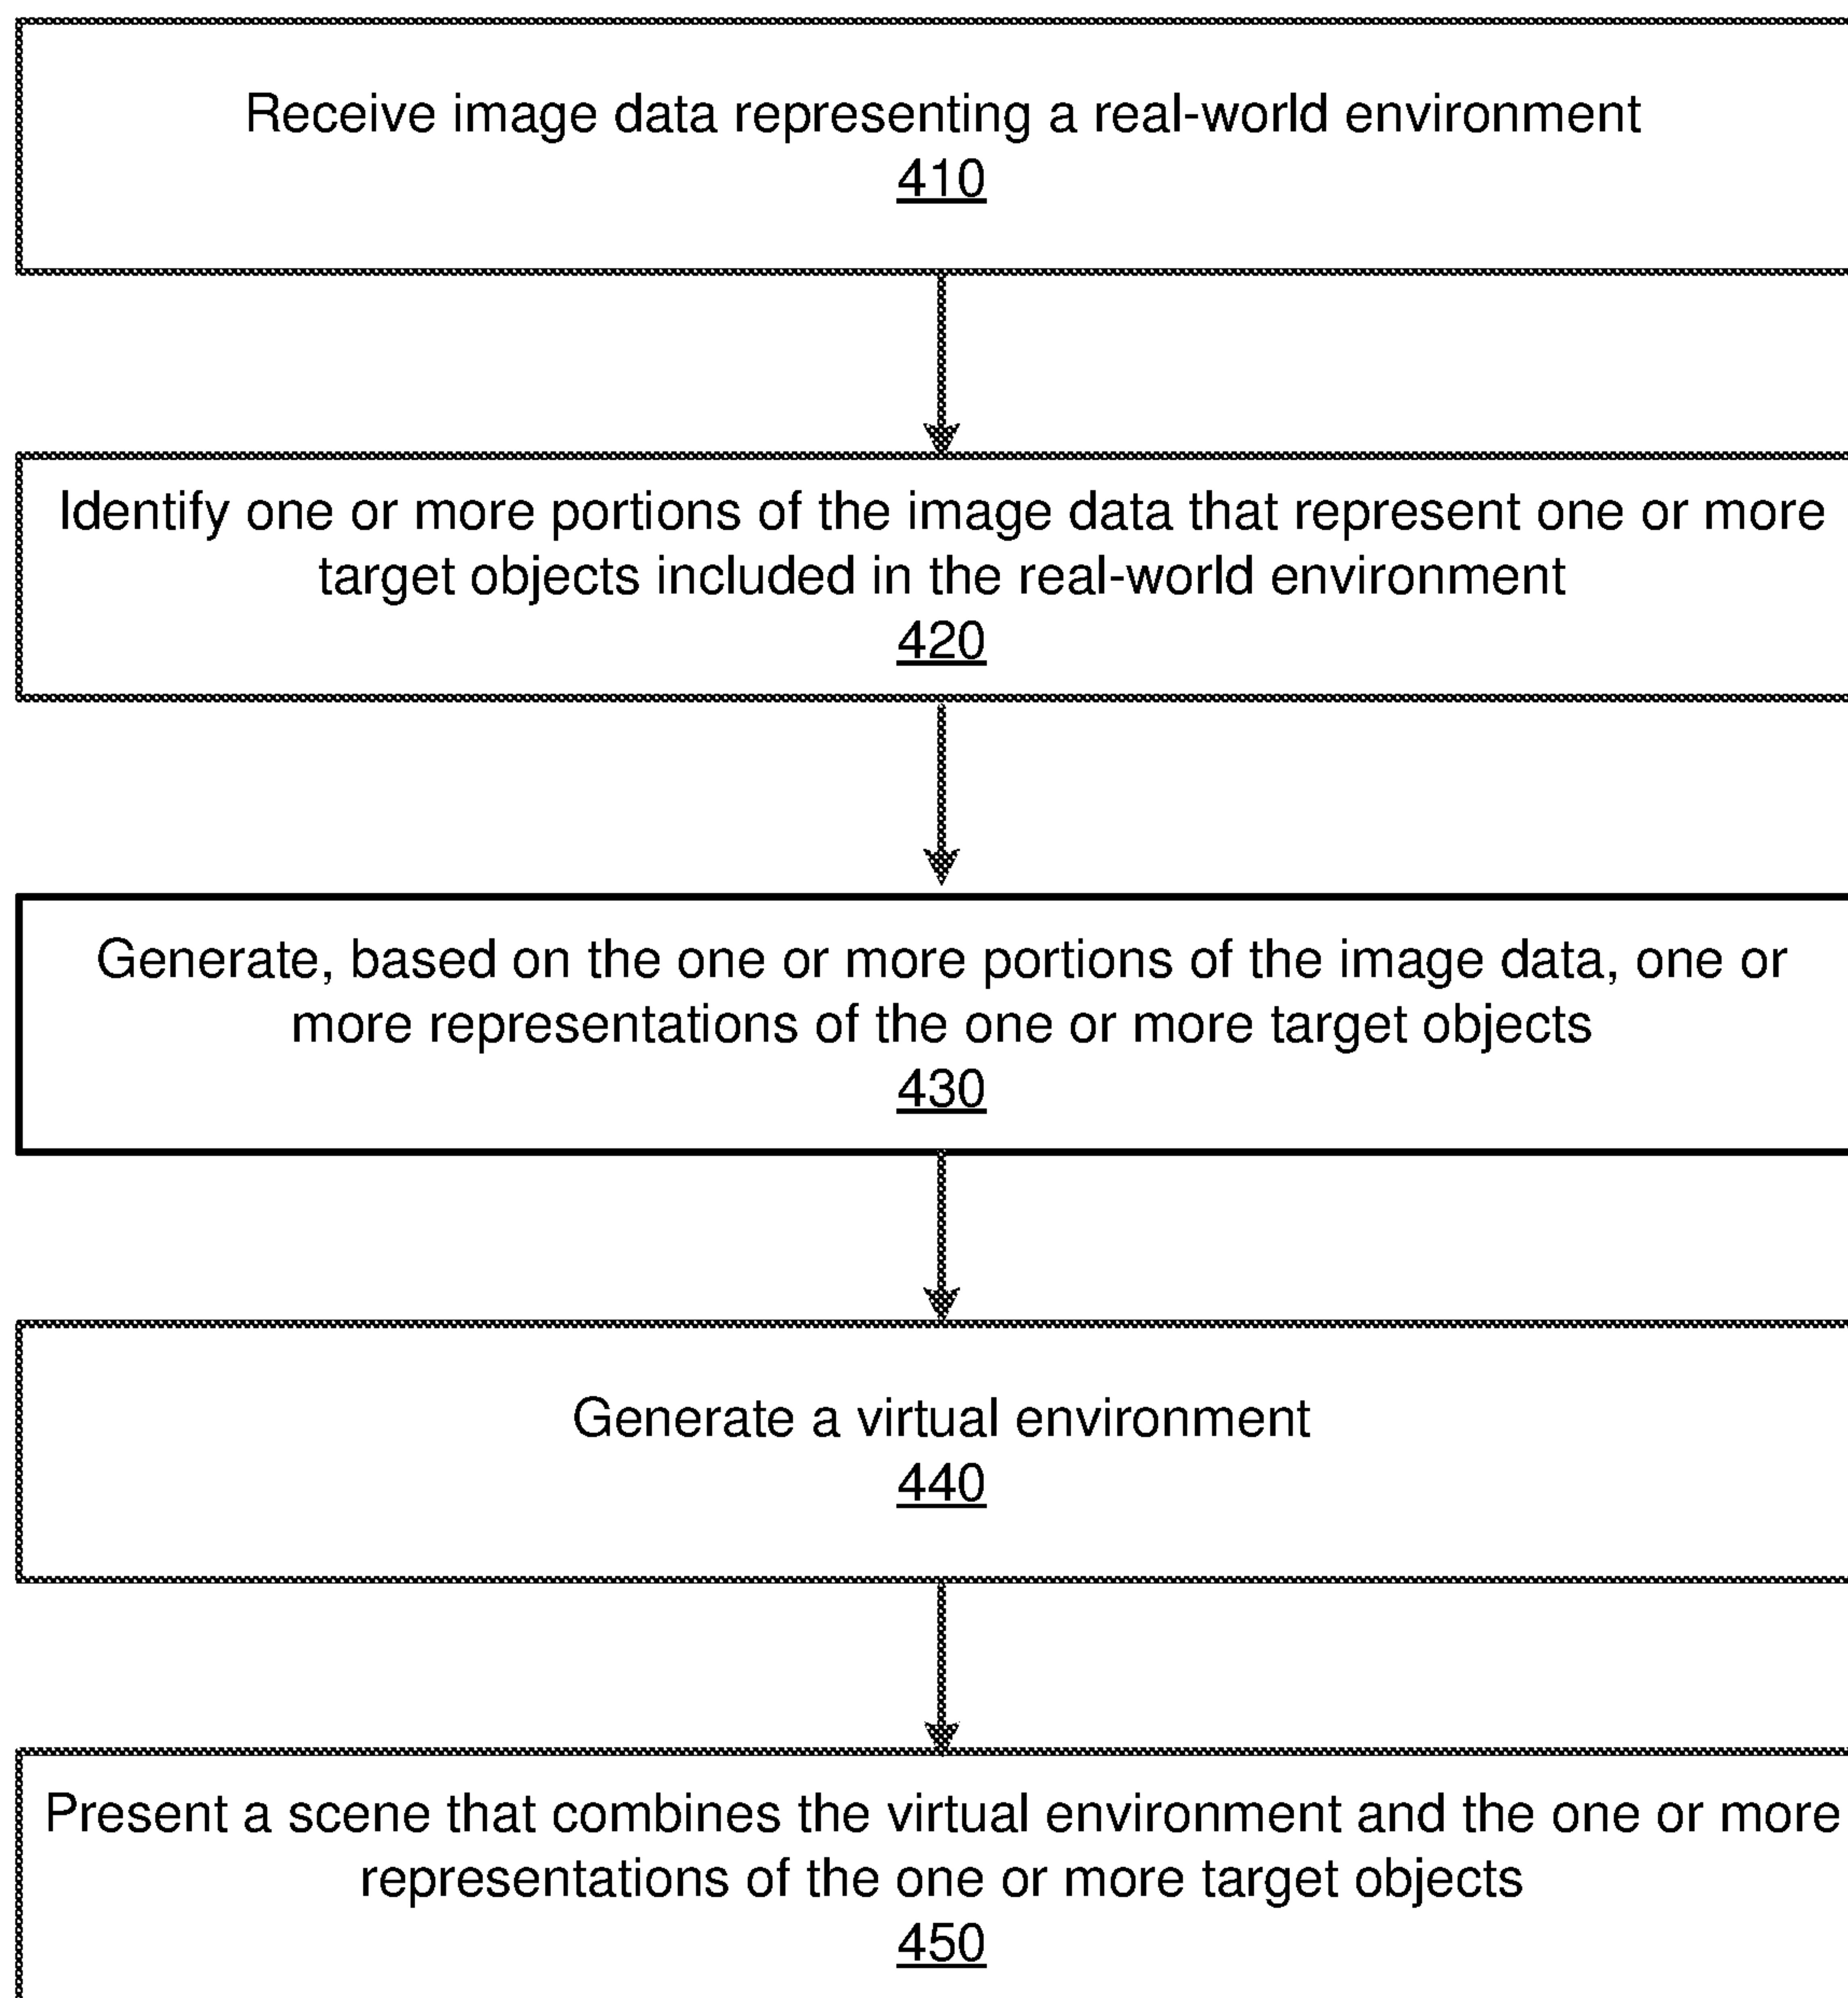 Receive image data representing a real-world environment
410
Identify one or more portions of the image data that represent one or more
target objects included in the real-world environment
420
Generate, based on the one or more portions of the image data, one or
more representations of the one or more target objects
430
Generate a virtual environment
440
Present a scene that combines the virtual environment and the one or more
representations of the one or more target objects
450